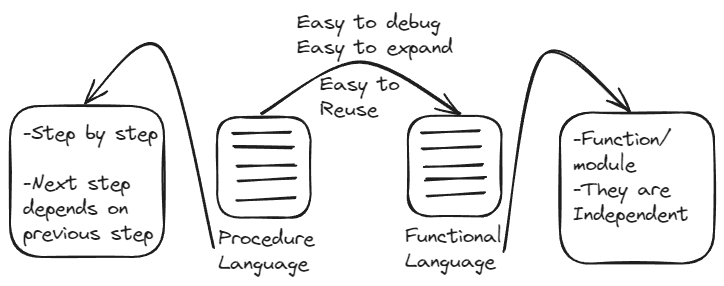 Easy to debug
Easy to expand
Easy to
Reuse
-Step by step
-Next step
depends on
previous step
Procedure
Language
Functional
Language
-Function/
module
-They are
Independent